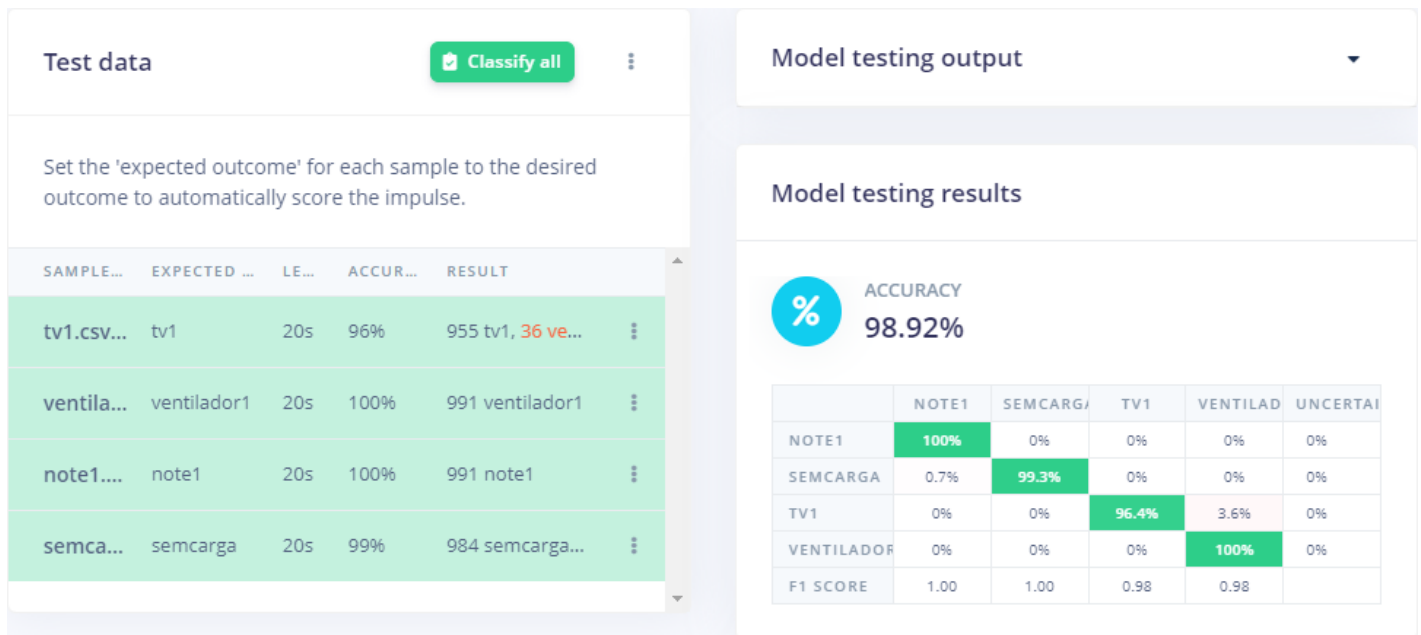 Test data
Classify all
Set the 'expected outcome' for each sample to the desired
outcome to automatically score the impulse.
SAMPLE... EXPECTED ... LE... ACCUR... RESULT
tv1.csv... tv1 20s 96% 955 tv1, 36 ve...
ventila... ventilador1 20s 100% 991 ventilador1
note1.... note1 20s 100% 991 note1
semca... semcarga 20s 99% 984 semcarga...
Model testing output
Model testing results
%
ACCURACY
98.92%
NOTE1 SEMCARGA TV1 VENTILAD UNCERTAI
NOTE1 100% 0% 0% 0% 0%
SEMCARGA 0.7% 99.3% 0% 0% 0%
TV1 0% 0% 96.4% 3.6% 0%
VENTILADOR 0% 0% 0% 100% 0%
F1 SCORE 1.00 1.00 0.98 0.98